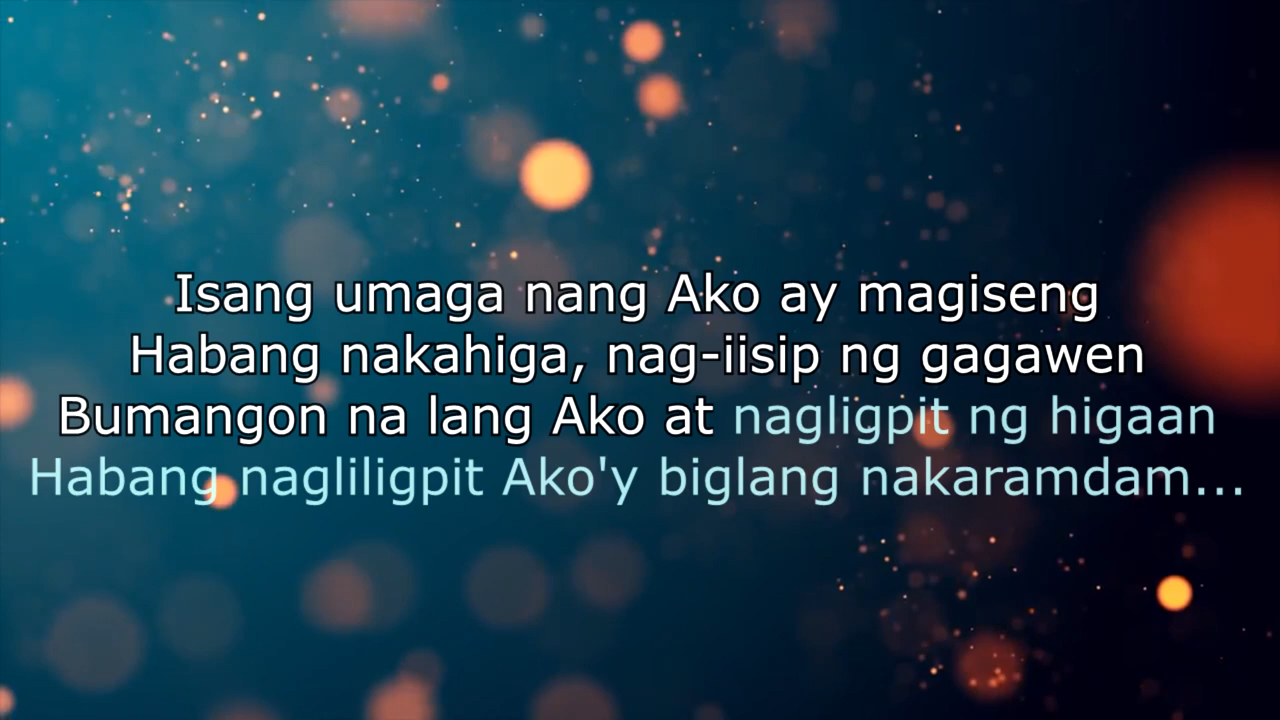 Isang umaga nang Ako ay magiseng
Habang nakahiga, nag-iisip ng gagawen
Bumangon na lang Ako at nagligpit ng higaan
Habang nagliligpit Ako'y biglang nakaramdam...